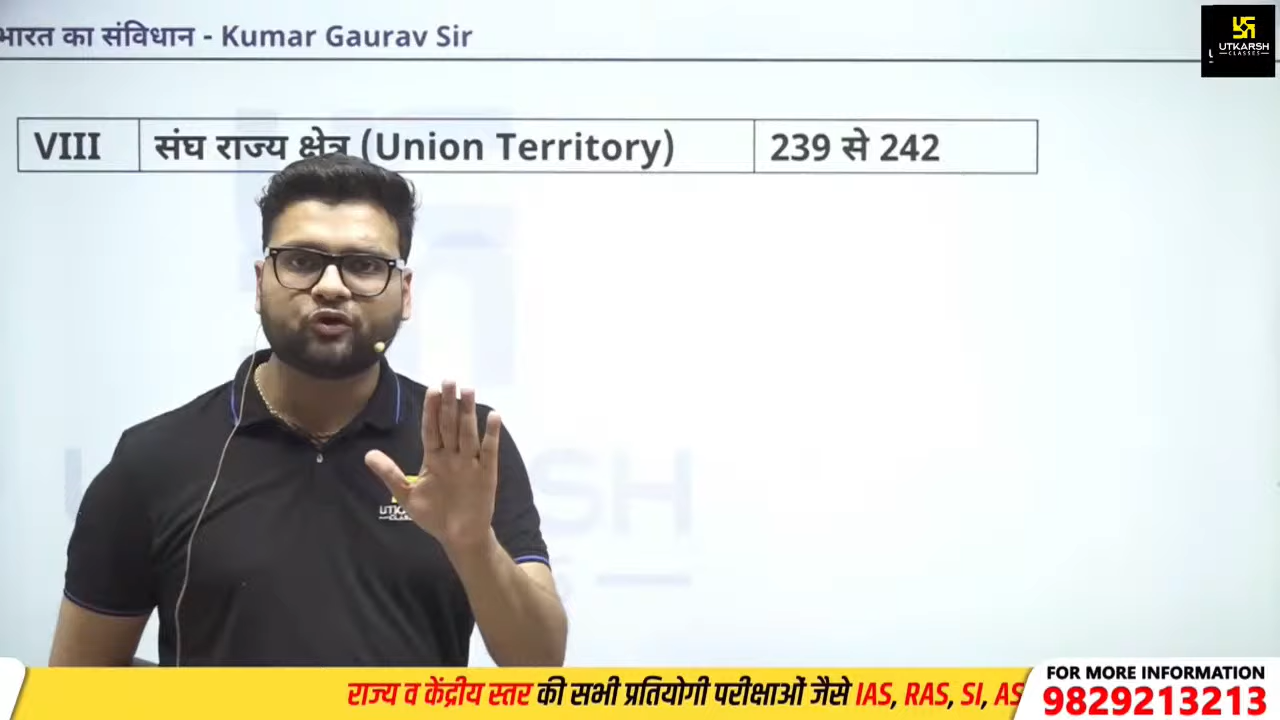 भारत का संविधान - Kumar Gaurav Sir
UTKARSH
CLASSES
VIII संघ राज्य क्षेत्र (Union Territory) 239 से 242
राज्य व केंद्रीय स्तर की सभी प्रतियोगी परीक्षाओं जैसे IAS, RAS, SI, AS
FOR MORE INFORMATION
9829213213